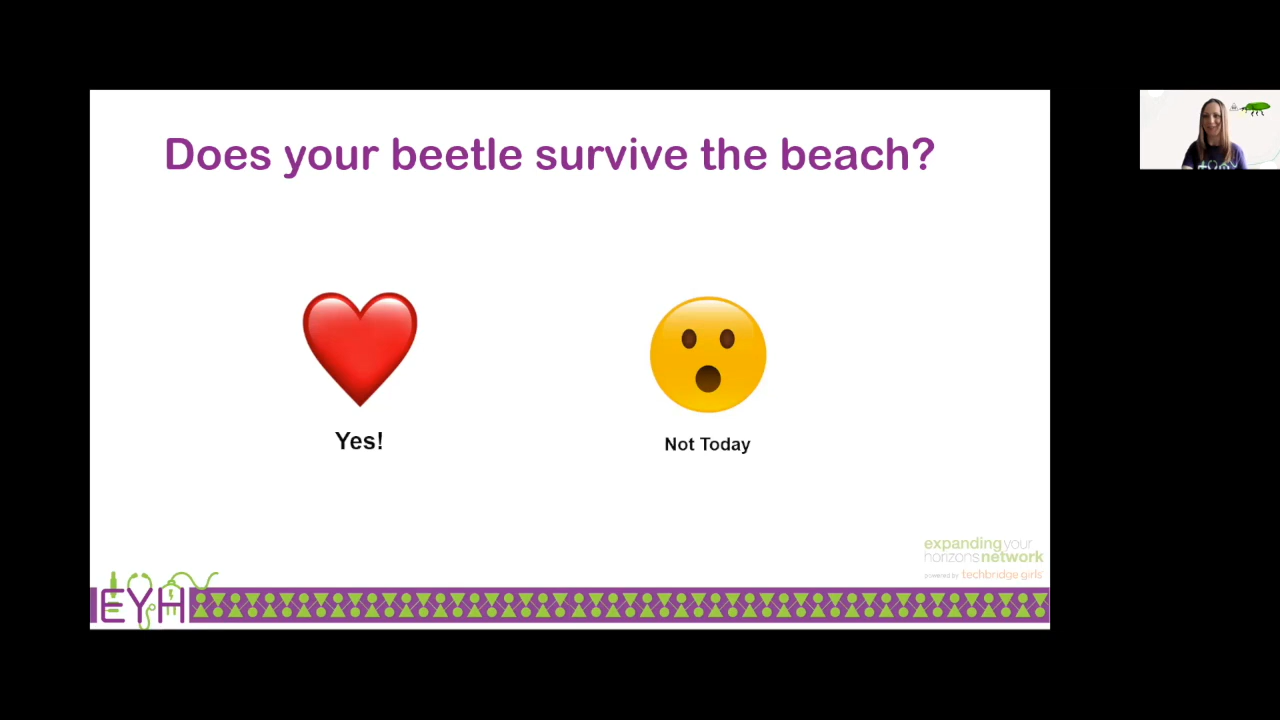 Does your beetle survive the beach?
Yes!
Not Today
expanding your
horizons network
powered by techbridge girls
EYH